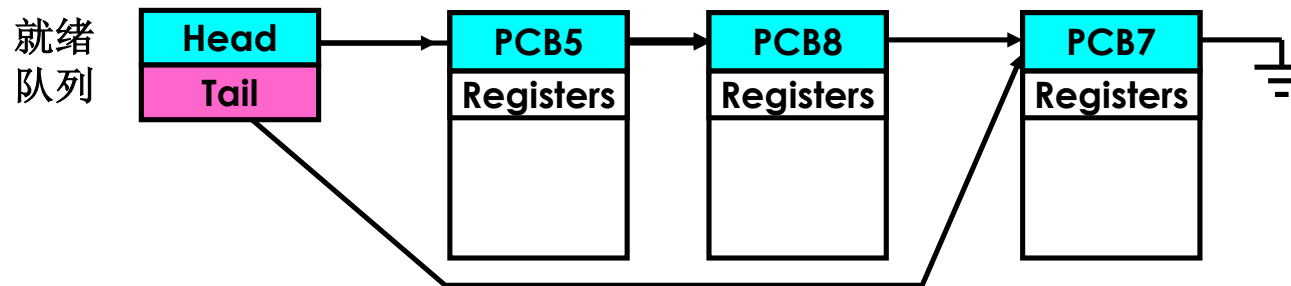 就绪
队列
Head
Tail
PCB5
Registers
PCB8
Registers
PCB7
Registers